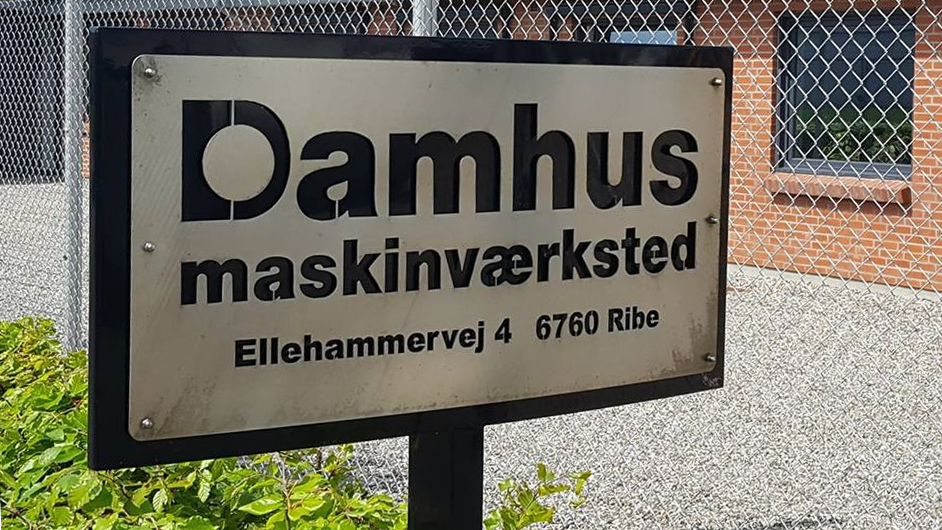 Damhus
maskinværksted
Ellehammervej 4 6760 Ribe